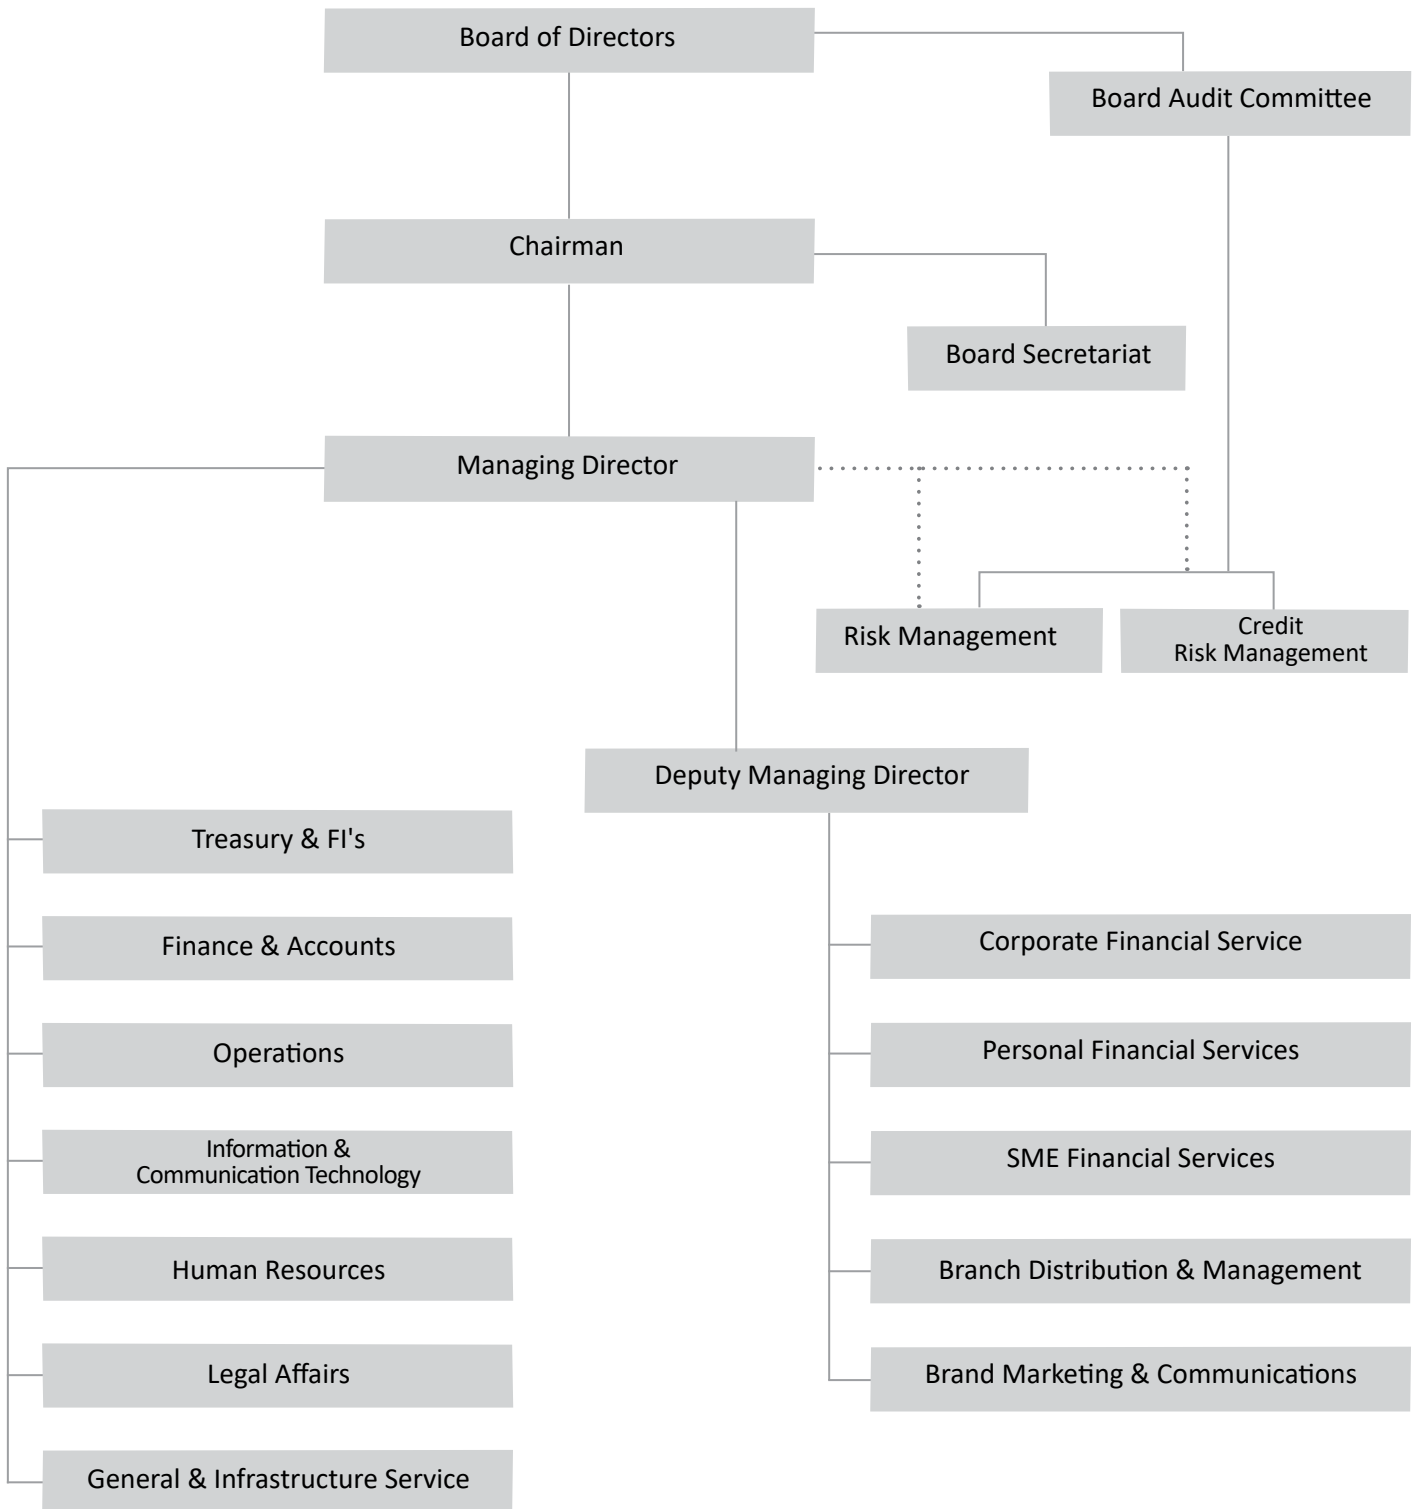 Board of Directors
Board Audit Committee
Chairman
Board Secretariat
Managing Director
Risk Management
Credit
Risk Management
Deputy Managing Director
Treasury & FI's
Finance & Accounts
Operations
Information &
Communication Technology
Human Resources
Legal Affairs
General & Infrastructure Service
Corporate Financial Service
Personal Financial Services
SME Financial Services
Branch Distribution & Management
Brand Marketing & Communications